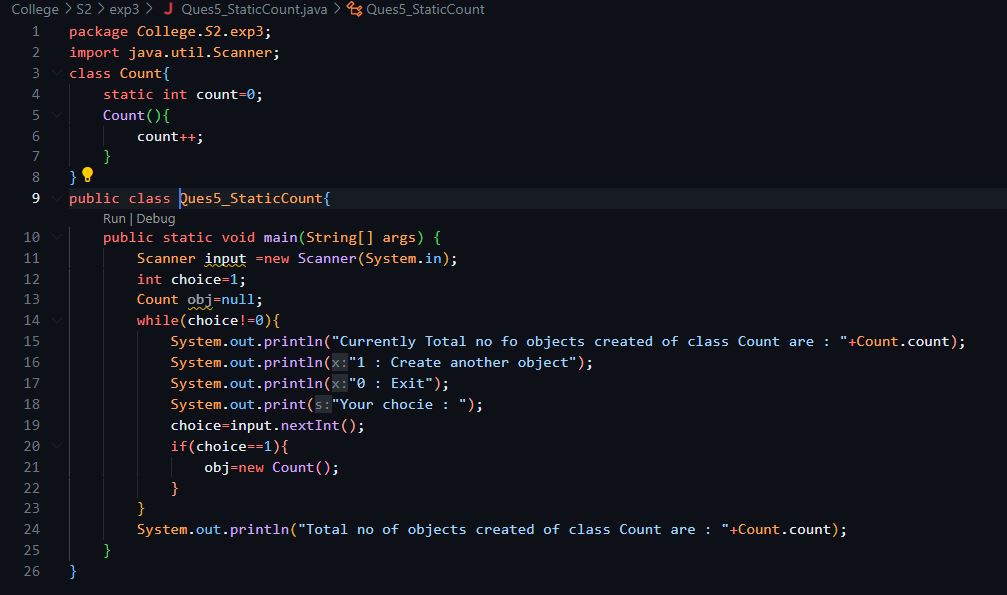 College > S2 > exp3 > J Ques5_StaticCount.java > Ques5_StaticCount
1 package College.S2.exp3;
2 import java.util.Scanner;
3 class Count{
4     static int count=0;
5     Count(){
6         count++;
7     }
8 }
9 public class Ques5_StaticCount{
Run | Debug
10     public static void main(String[] args) {
11         Scanner input =new Scanner(System.in);
12         int choice=1;
13         Count obj=null;
14         while(choice!=0){
15             System.out.println("Currently Total no fo objects created of class Count are : "+Count.count);
16             System.out.println(x:"1 : Create another object");
17             System.out.println(x:"0 : Exit");
18             System.out.print(s:"Your chocie : ");
19             choice=input.nextInt();
20             if(choice==1){
21                 obj=new Count();
22             }
23         }
24         System.out.println("Total no of objects created of class Count are : "+Count.count);
25     }
26 }